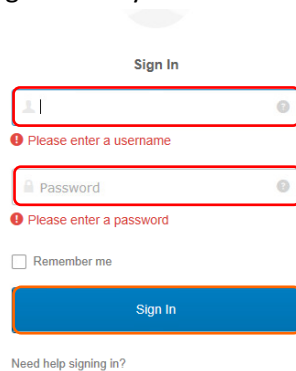 Sign In
Please enter a username
Password
Please enter a password
Remember me
Sign In
Need help signing in?